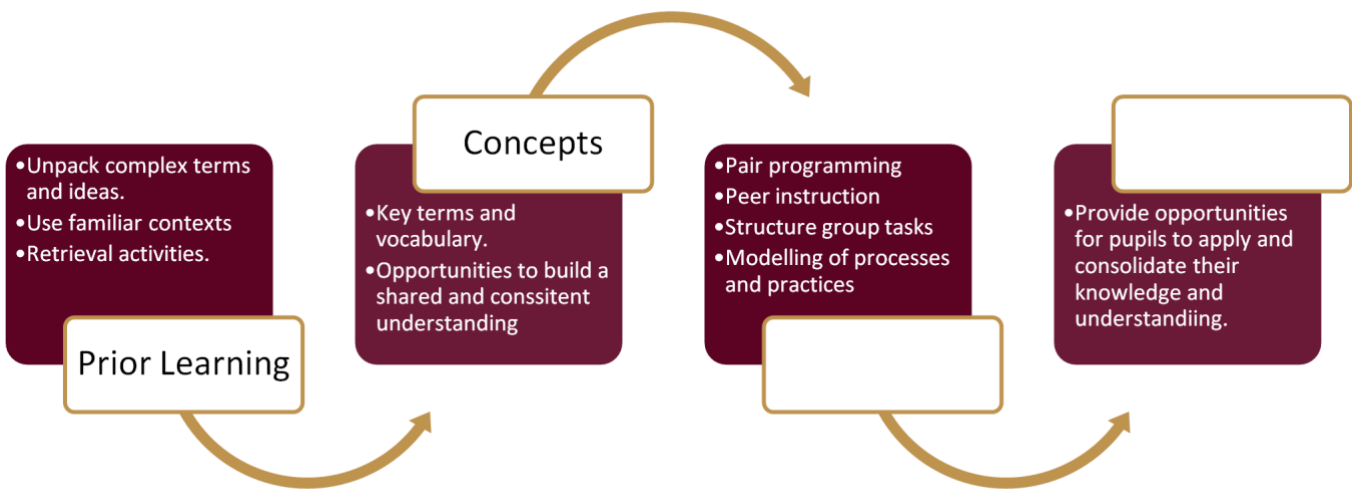 •Unpack complex terms
and ideas.
•Use familiar contexts
•Retrieval activities.
Prior Learning
Concepts
•Key terms and
vocabulary.
•Opportunities to build a
shared and conssitent
understanding
•Pair programming
•Peer instruction
•Structure group tasks
•Modelling of processes
and practices
•Provide opportunities
for pupils to apply and
consolidate their
knowledge and
understandiing.